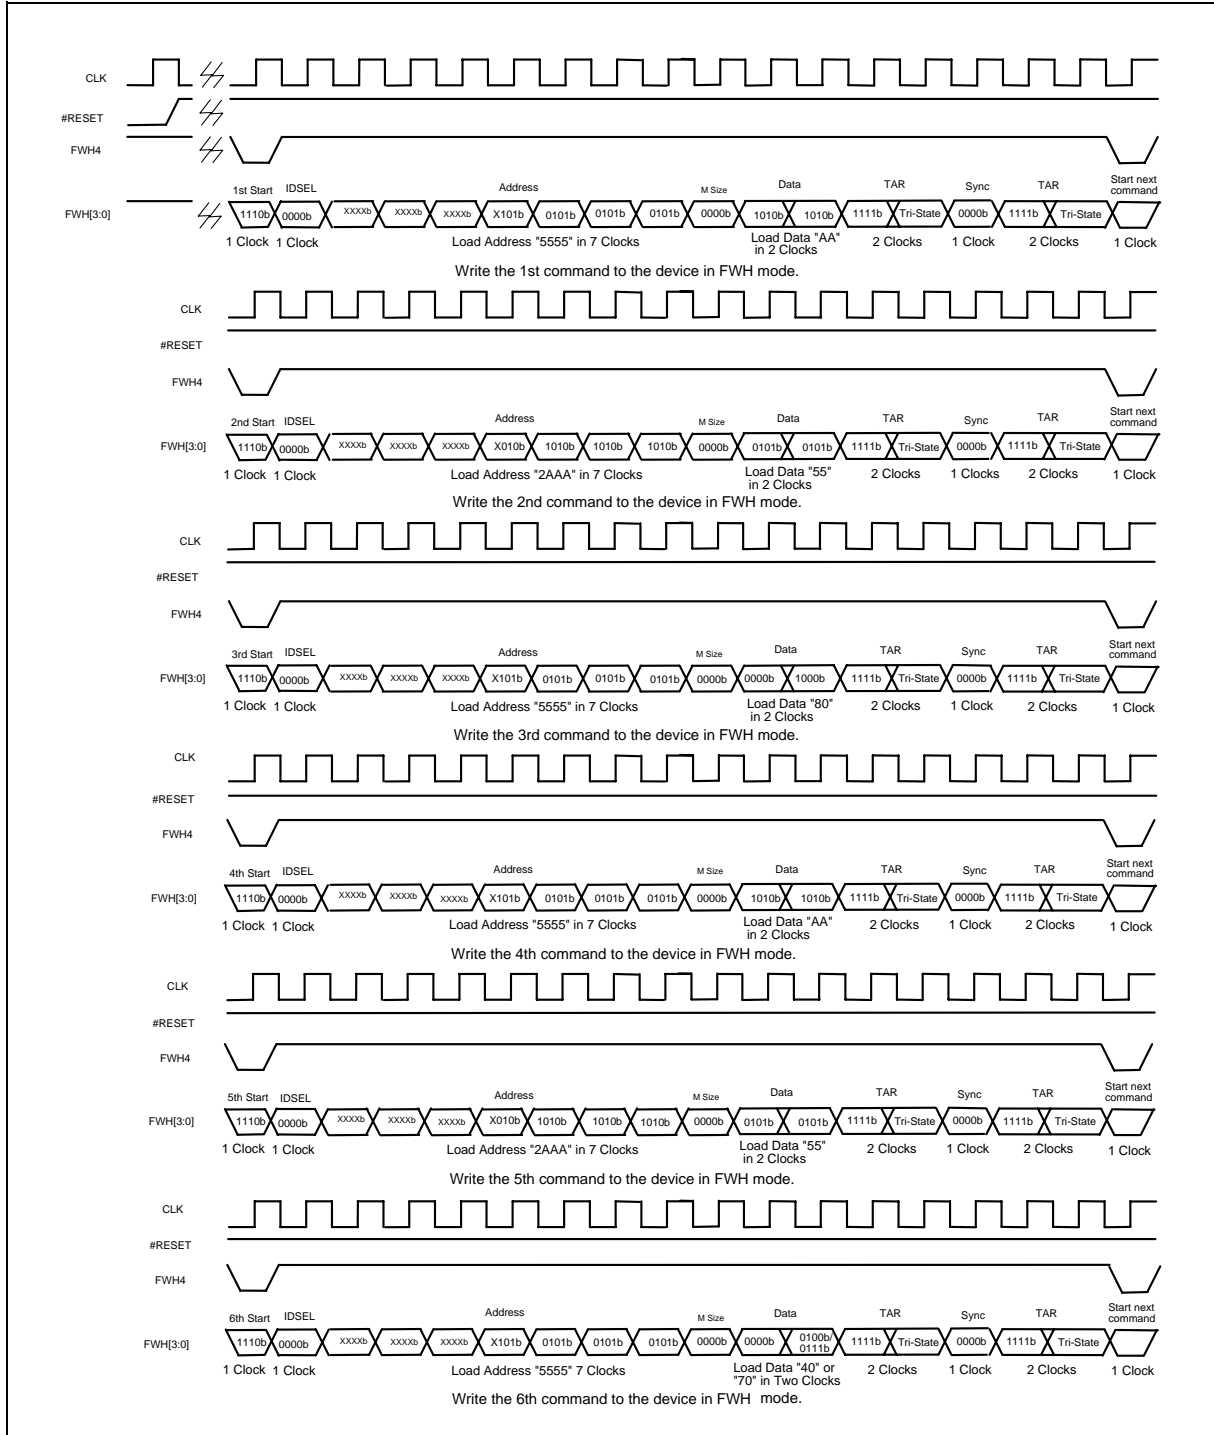 CLK
#RESET
FWH4
1st Start IDSEL Address M Size Data TAR Sync TAR Start next command
FWH[3:0] 1110b 0000b XXXXb XXXXb XXXXb X101b 0101b 0101b 0101b 0000b 1010b 1010b 1111b Tri-State 0000b 1111b Tri-State
1 Clock 1 Clock Load Address "5555" in 7 Clocks Load Data "AA" in 2 Clocks 2 Clocks 1 Clock 2 Clocks 1 Clock
Write the 1st command to the device in FWH mode.
CLK
#RESET
FWH4
2nd Start IDSEL Address M Size Data TAR Sync TAR Start next command
FWH[3:0] 1110b 0000b XXXXb XXXXb XXXXb X010b 1010b 1010b 1010b 0000b 0101b 0101b 1111b Tri-State 0000b 1111b Tri-State
1 Clock 1 Clock Load Address "2AAA" in 7 Clocks Load Data "55" in 2 Clocks 2 Clocks 1 Clocks 2 Clocks 1 Clock
Write the 2nd command to the device in FWH mode.
CLK
#RESET
FWH4
3rd Start IDSEL Address M Size Data TAR Sync TAR Start next command
FWH[3:0] 1110b 0000b XXXXb XXXXb XXXXb X101b 0101b 0101b 0101b 0000b 0000b 1000b 1111b Tri-State 0000b 1111b Tri-State
1 Clock 1 Clock Load Address "5555" in 7 Clocks Load Data "80" in 2 Clocks 2 Clocks 1 Clock 2 Clocks 1 Clock
Write the 3rd command to the device in FWH mode.
CLK
#RESET
FWH4
4th Start IDSEL Address M Size Data TAR Sync TAR Start next command
FWH[3:0] 1110b 0000b XXXXb XXXXb XXXXb X101b 0101b 0101b 0101b 0000b 1010b 1010b 1111b Tri-State 0000b 1111b Tri-State
1 Clock 1 Clock Load Address "5555" in 7 Clocks Load Data "AA" in 2 Clocks 2 Clocks 1 Clock 2 Clocks 1 Clock
Write the 4th command to the device in FWH mode.
CLK
#RESET
FWH4
5th Start IDSEL Address M Size Data TAR Sync TAR Start next command
FWH[3:0] 1110b 0000b XXXXb XXXXb XXXXb X010b 1010b 1010b 1010b 0000b 0101b 0101b 1111b Tri-State 0000b 1111b Tri-State
1 Clock 1 Clock Load Address "2AAA" in 7 Clocks Load Data "55" in 2 Clocks 2 Clocks 1 Clock 2 Clocks 1 Clock
Write the 5th command to the device in FWH mode.
CLK
#RESET
FWH4
6th Start IDSEL Address M Size Data TAR Sync TAR Start next command
FWH[3:0] 1110b 0000b XXXXb XXXXb XXXXb X101b 0101b 0101b 0101b 0000b 0000b 0100b/ 0111b 1111b Tri-State 0000b 1111b Tri-State
1 Clock 1 Clock Load Address "5555" 7 Clocks Load Data "40" or "70" in Two Clocks 2 Clocks 1 Clock 2 Clocks 1 Clock
Write the 6th command to the device in FWH mode.